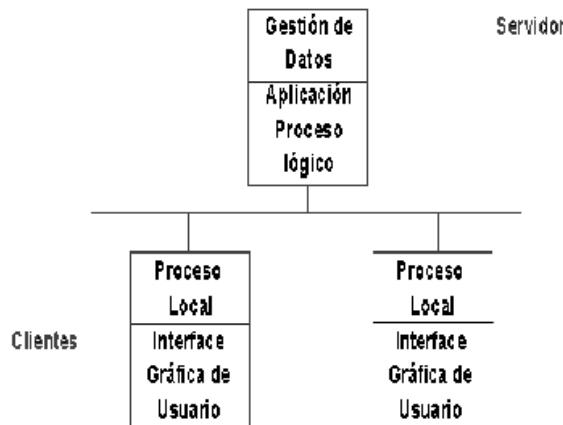 Gestión de
Datos
Servidor
Aplicación
Proceso
lógico
Proceso
Local
Proceso
Local
Clientes
Interface
Gráfica de
Usuario
Interface
Gráfica de
Usuario